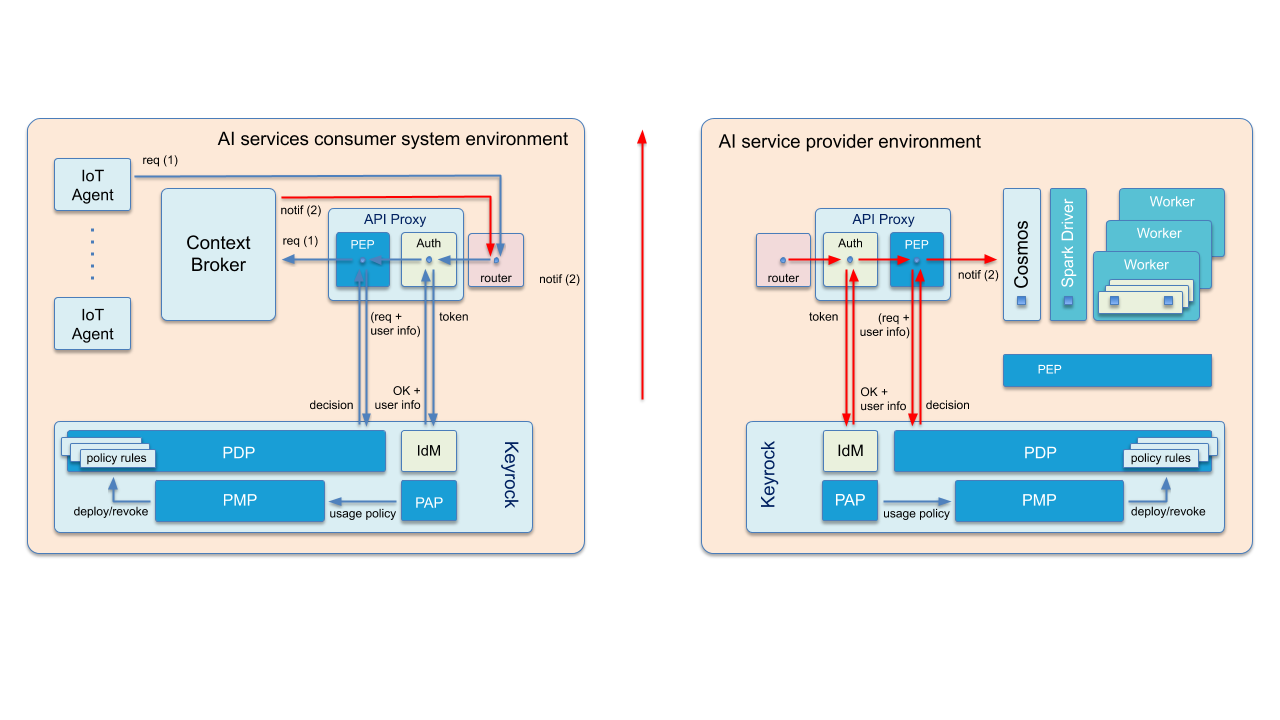 AI services consumer system environment
req (1)
IoT
Agent
notif (2)
Context
Broker
req (1)
API Proxy
PEP
Auth
router
notif (2)
IoT
Agent
(req +
user info)
token
OK +
user info
decision
PDP
policy rules
IdM
Keyrock
PMP
PAP
deploy/revoke
usage policy
AI service provider environment
API Proxy
router
Auth
PEP
notif (2)
Cosmos
Spark Driver
Worker
Worker
Worker
token
(req +
user info)
PEP
OK +
user info
decision
Keyrock
IdM
PDP
policy rules
PAP
PMP
usage policy
deploy/revoke